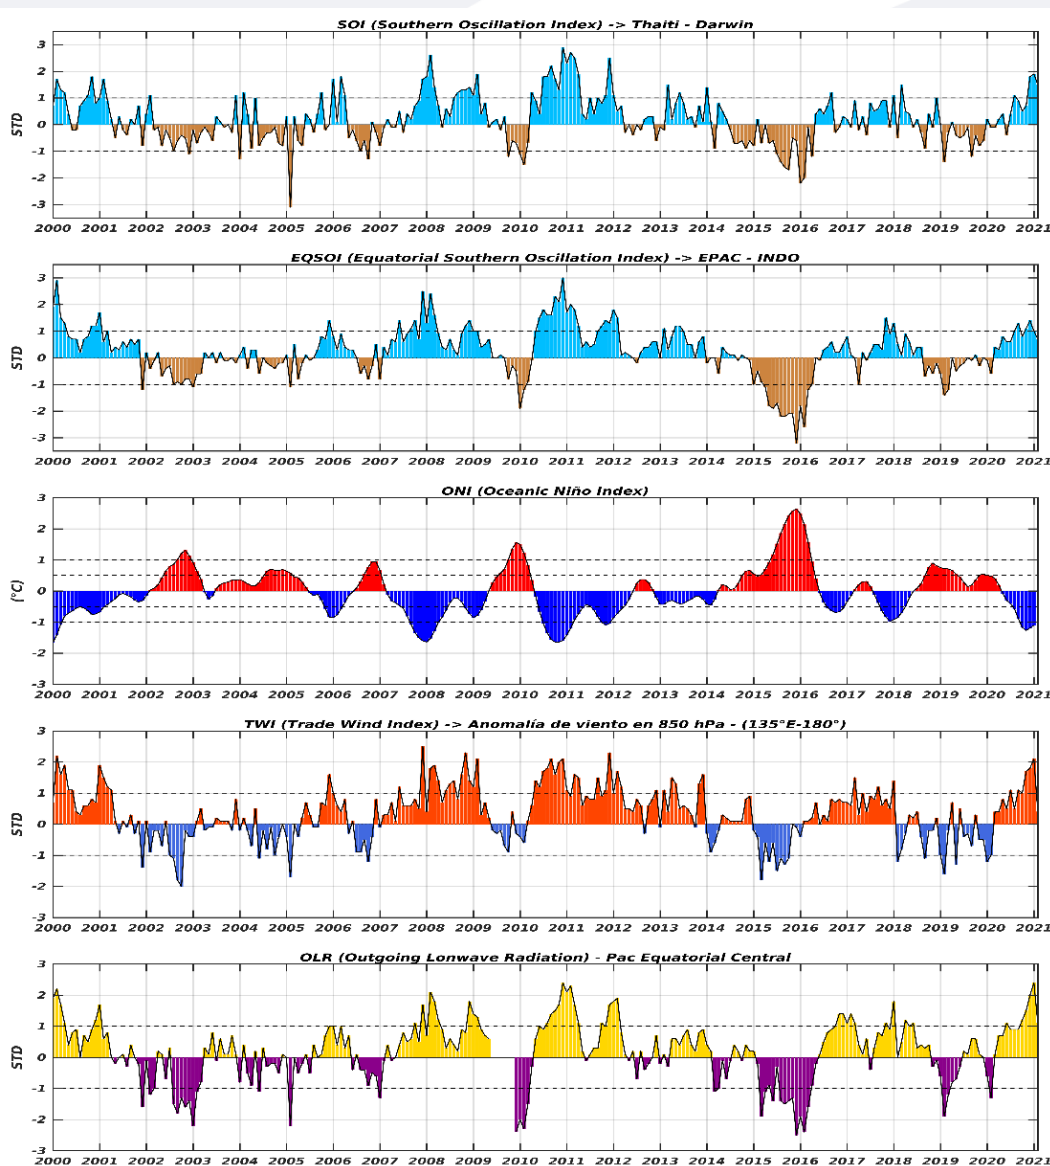 SOI (Southern Oscillation Index) -> Thaiti - Darwin
3
2
1
0
-1
-2
-3
STD
2000 2001 2002 2003 2004 2005 2006 2007 2008 2009 2010 2011 2012 2013 2014 2015 2016 2017 2018 2019 2020 2021
EQSOI (Equatorial Southern Oscillation Index) -> EPAC - INDO
3
2
1
0
-1
-2
-3
STD
2000 2001 2002 2003 2004 2005 2006 2007 2008 2009 2010 2011 2012 2013 2014 2015 2016 2017 2018 2019 2020 2021
ONI (Oceanic Niño Index)
3
2
1
0
-1
-2
-3
(°C)
2000 2001 2002 2003 2004 2005 2006 2007 2008 2009 2010 2011 2012 2013 2014 2015 2016 2017 2018 2019 2020 2021
TWI (Trade Wind Index) -> Anomalía de viento en 850 hPa - (135°E-180°)
3
2
1
0
-1
-2
-3
STD
2000 2001 2002 2003 2004 2005 2006 2007 2008 2009 2010 2011 2012 2013 2014 2015 2016 2017 2018 2019 2020 2021
OLR (Outgoing Lonwave Radiation) - Pac Equatorial Central
3
2
1
0
-1
-2
-3
STD
2000 2001 2002 2003 2004 2005 2006 2007 2008 2009 2010 2011 2012 2013 2014 2015 2016 2017 2018 2019 2020 2021